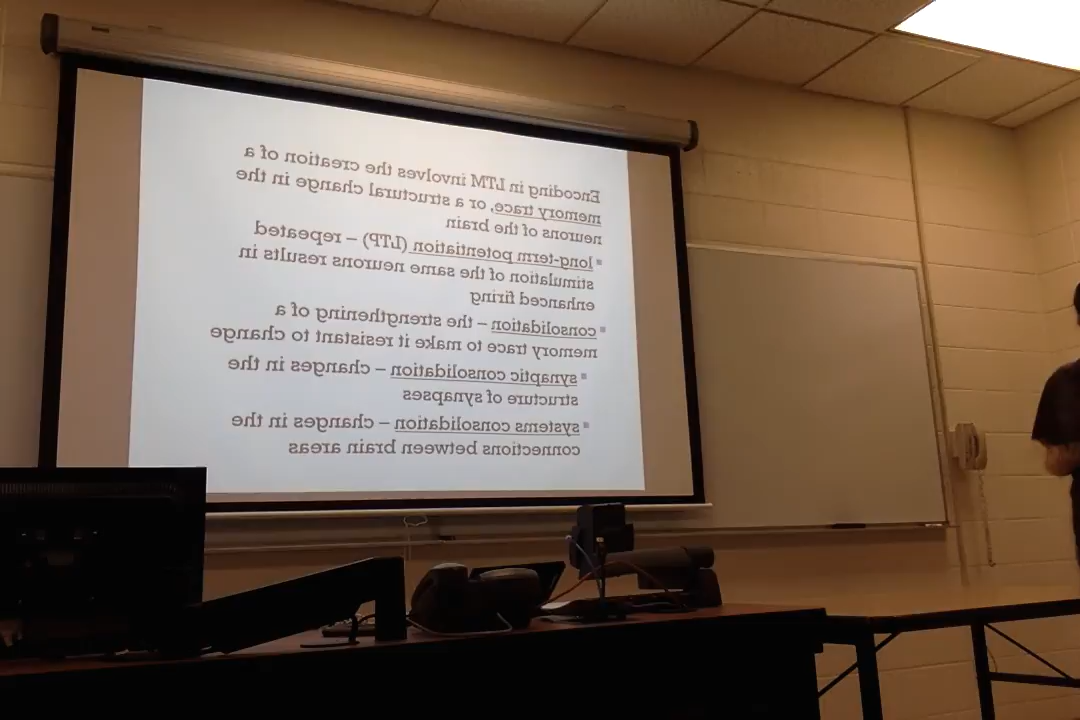 Encoding in LTM involves the creation of a
memory trace, or a structural change in the
neurons of the brain
▪ long-term potentiation (LTP) – repeated
stimulation of the same neurons results in
enhanced firing
▪ consolidation – the strengthening of a
memory trace to make it resistant to change
▪ synaptic consolidation – changes in the
structure of synapses
▪ systems consolidation – changes in the
connections between brain areas